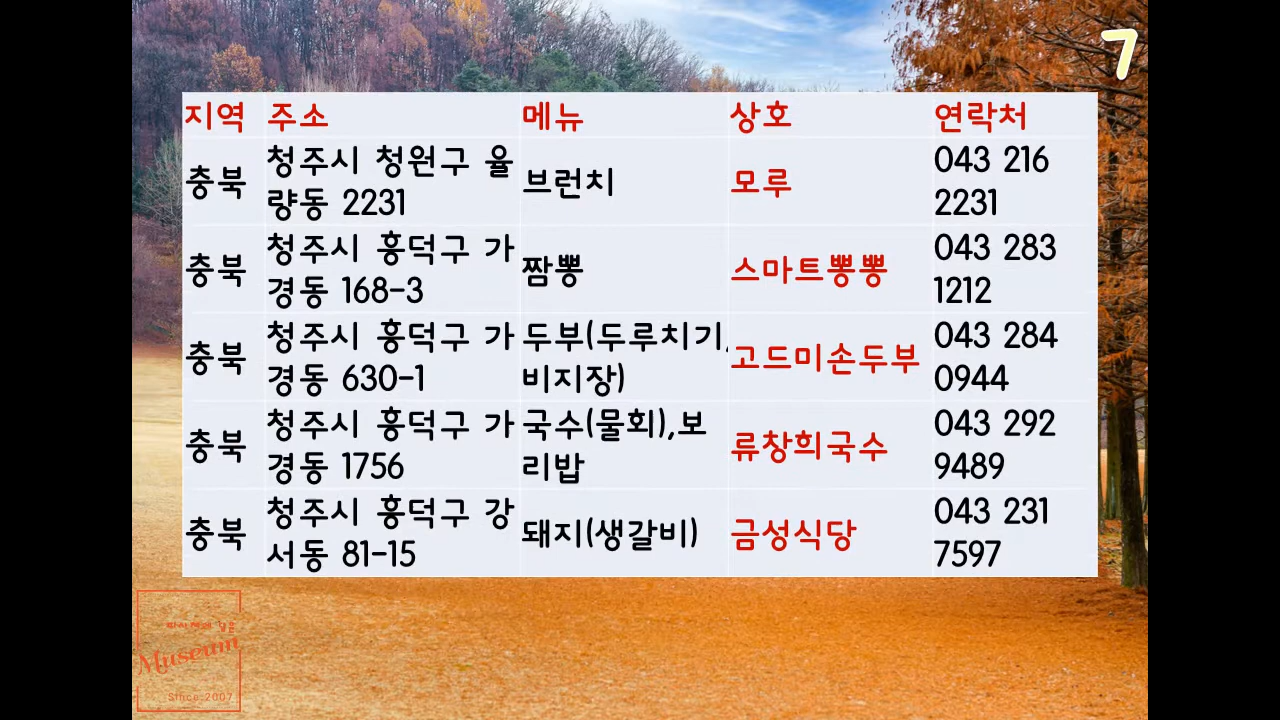 7
지역 주소 메뉴 상호 연락처
충북 청주시 청원구 율
량동 2231 브런치 모루 043 216
2231
충북 청주시 흥덕구 가
경동 168-3 짬뽕 스마트뽕뽕 043 283
1212
충북 청주시 흥덕구 가
경동 630-1 두부(두루치기,
비지장) 고드미손두부 043 284
0944
충북 청주시 흥덕구 가
경동 1756 국수(물회),보
리밥 류창희국수 043 292
9489
충북 청주시 흥덕구 강
서동 81-15 돼지(생갈비) 금성식당 043 231
7597
Museum
Since.2007